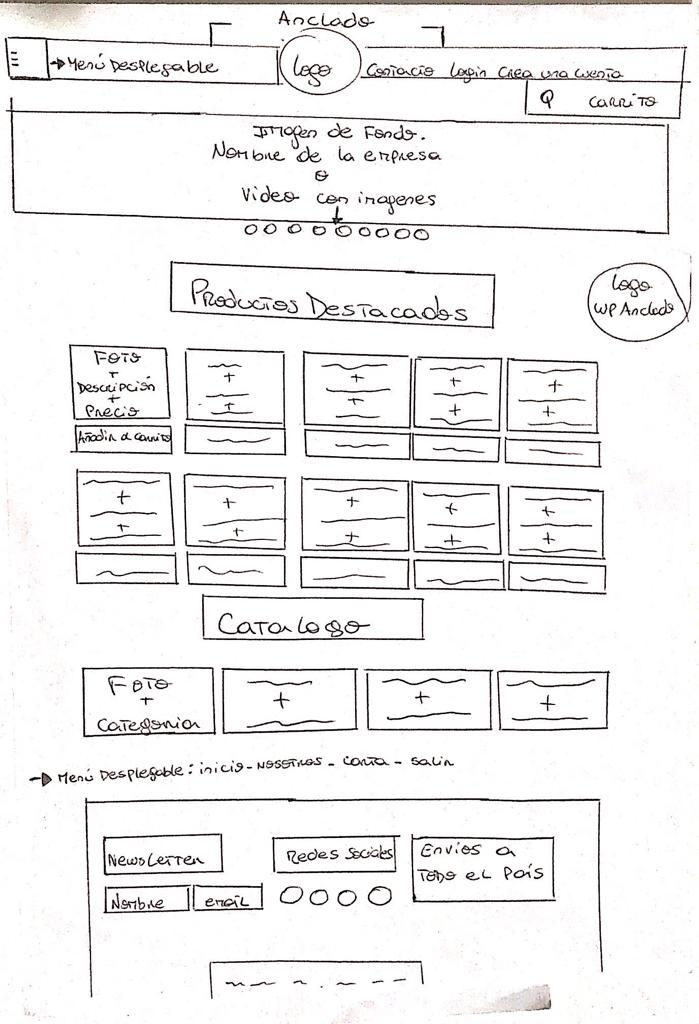 Anclado
Menú Desplegable
Logo
Contacto Login Crea una cuenta
Q carrito
Imagen de Fondo.
Nombre de la empresa
o
Video con imagenes
Productos Destacados
Logo
WP Anclado
Foto
+
Descripción
+
Precio
Añadir al carrito
Catalogo
Foto
+
Categoria
Menú Desplegable: inicio - nosotros - conta - salir
Newsletter
Redes Sociales
Envios a
Todo el País
Nombre
email